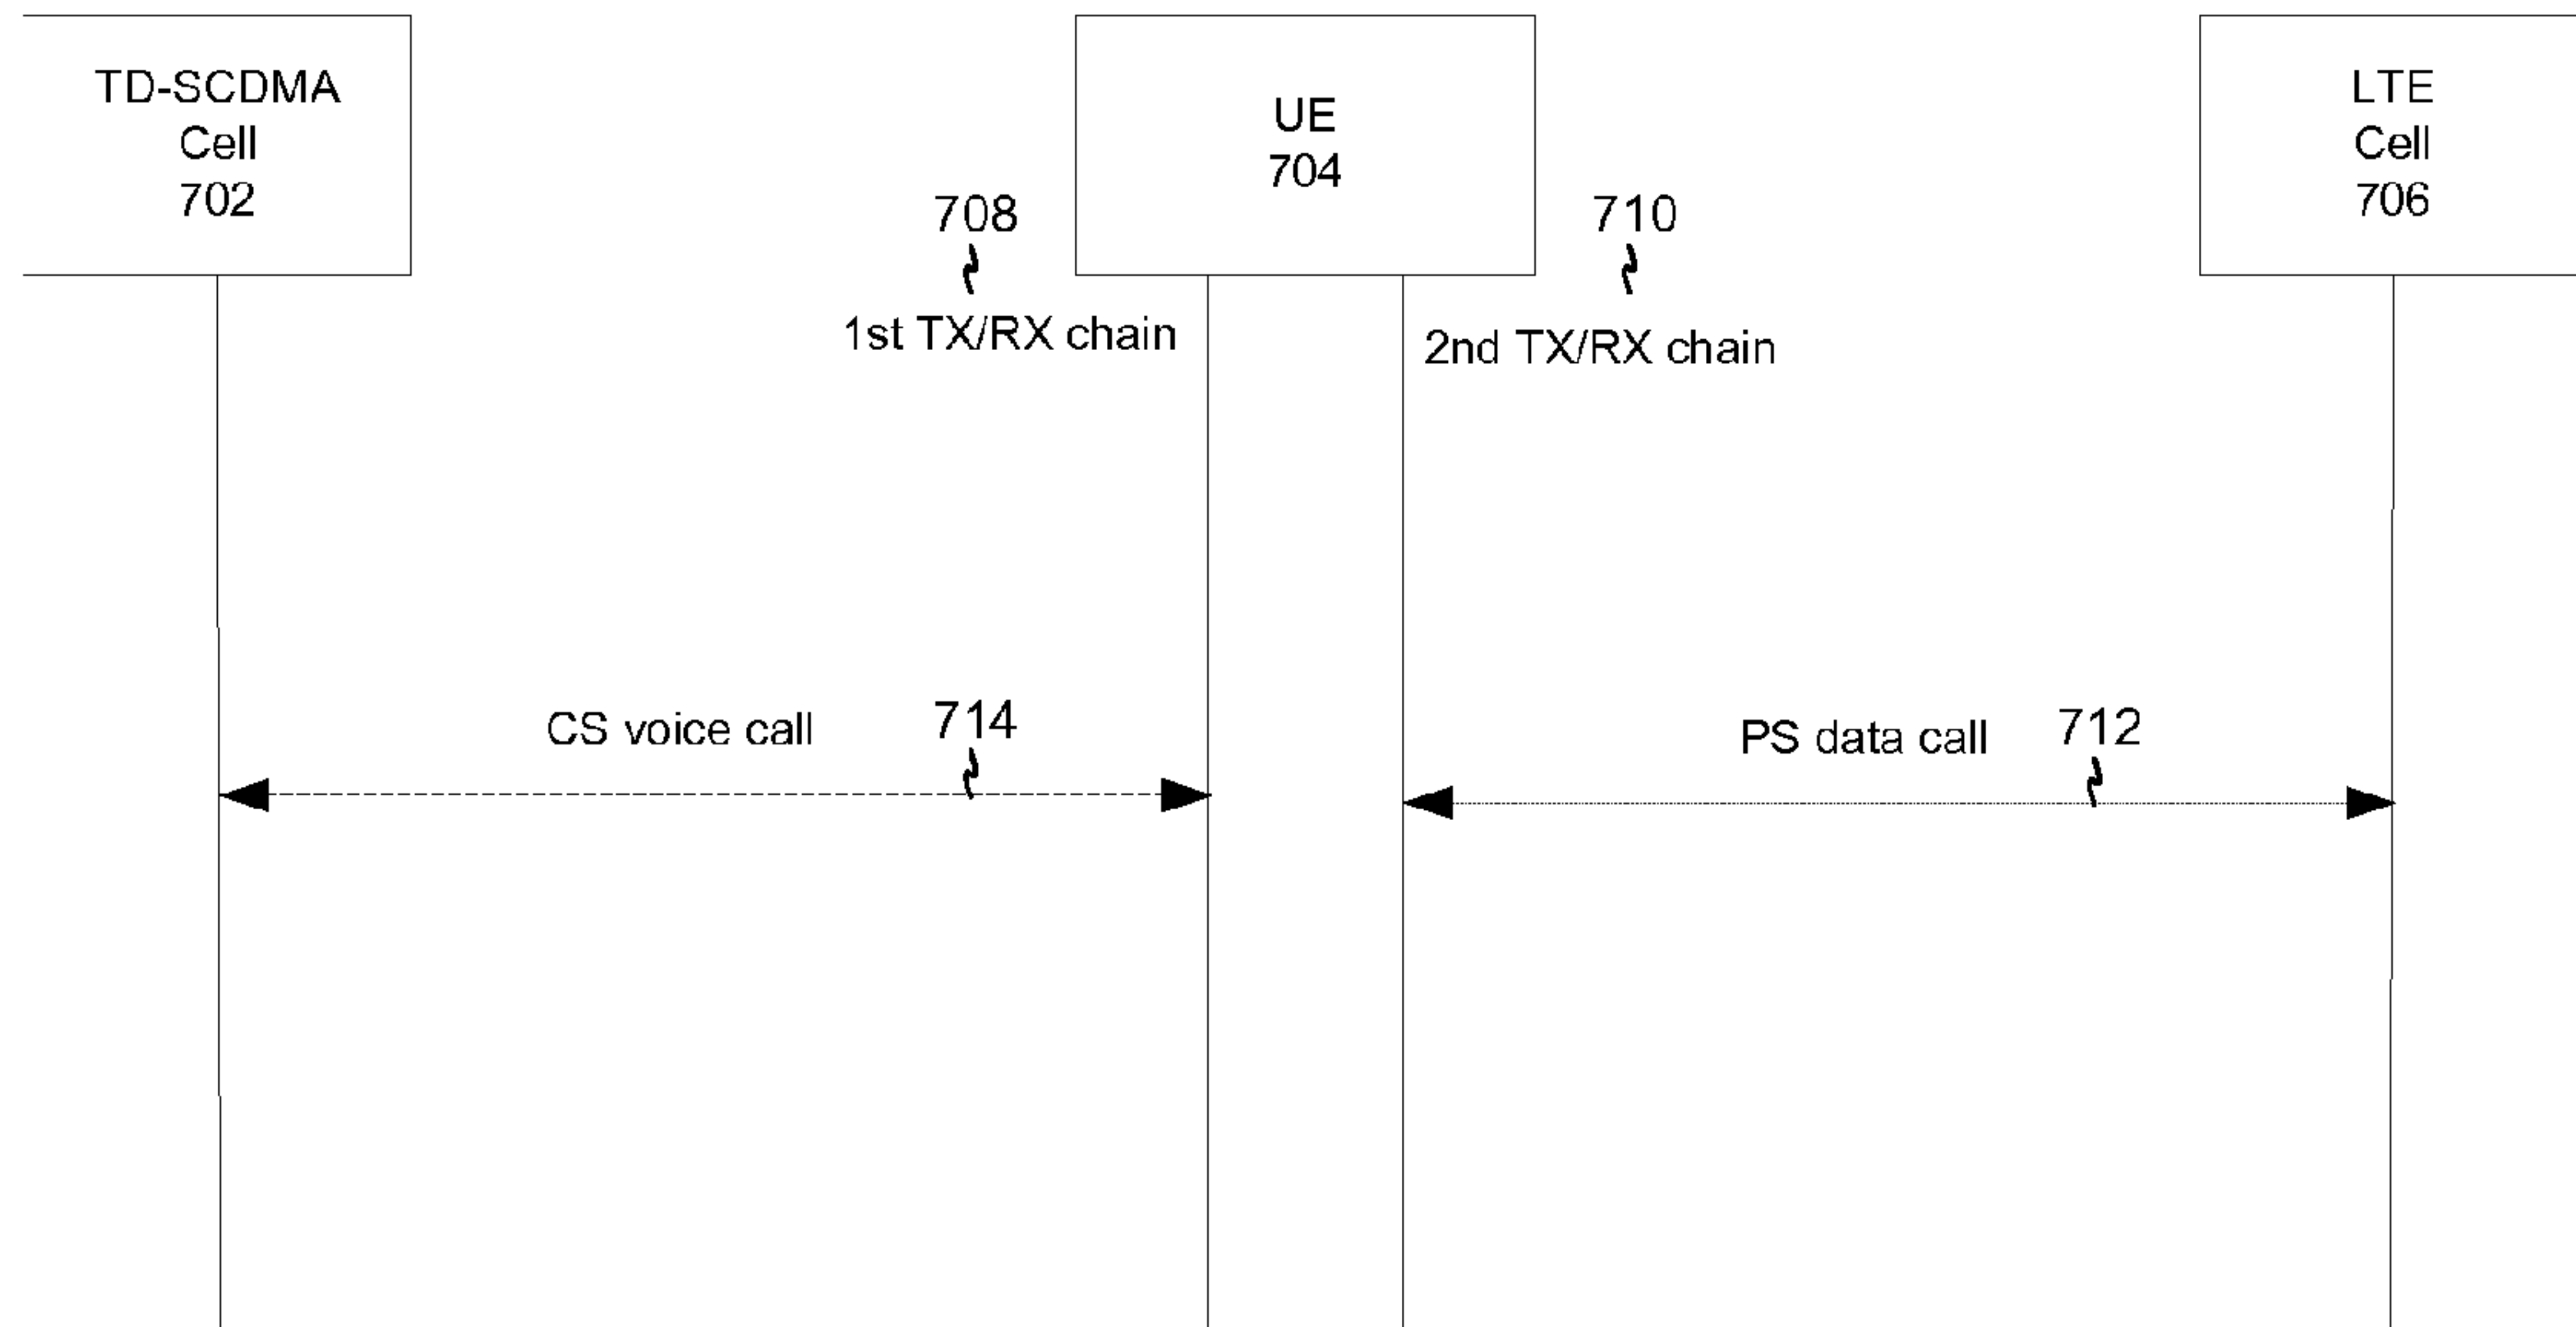 TD-SCDMA
Cell
702
UE
704
LTE
Cell
706
708
1st TX/RX chain
710
2nd TX/RX chain
CS voice call
714
PS data call
712